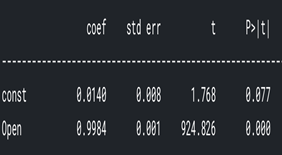 coef std err t P>|t|
const 0.0140 0.008 1.768 0.077
Open 0.9984 0.001 924.826 0.000